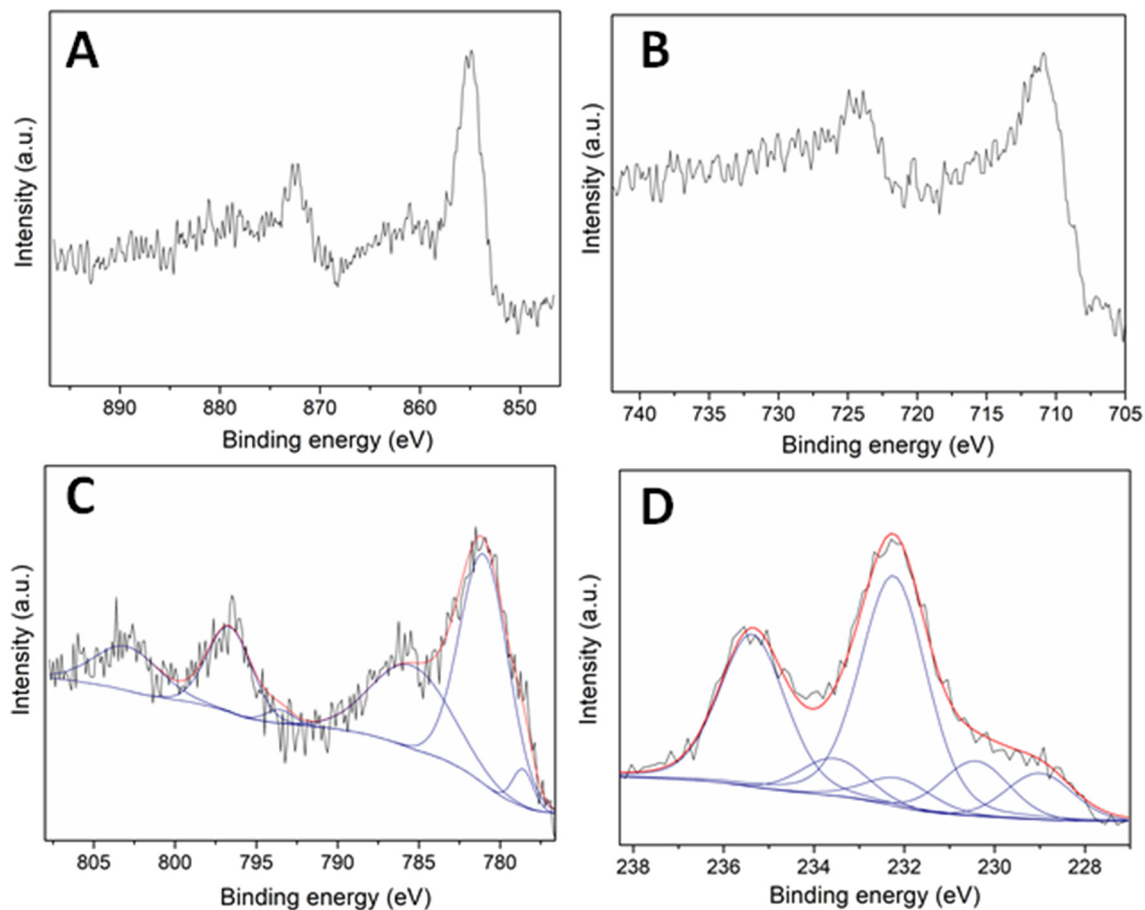 A
Intensity (a.u.)
890 880 870 860 850
Binding energy (eV)
B
Intensity (a.u.)
740 735 730 725 720 715 710 705
Binding energy (eV)
C
Intensity (a.u.)
805 800 795 790 785 780
Binding energy (eV)
D
Intensity (a.u.)
238 236 234 232 230 228
Binding energy (eV)